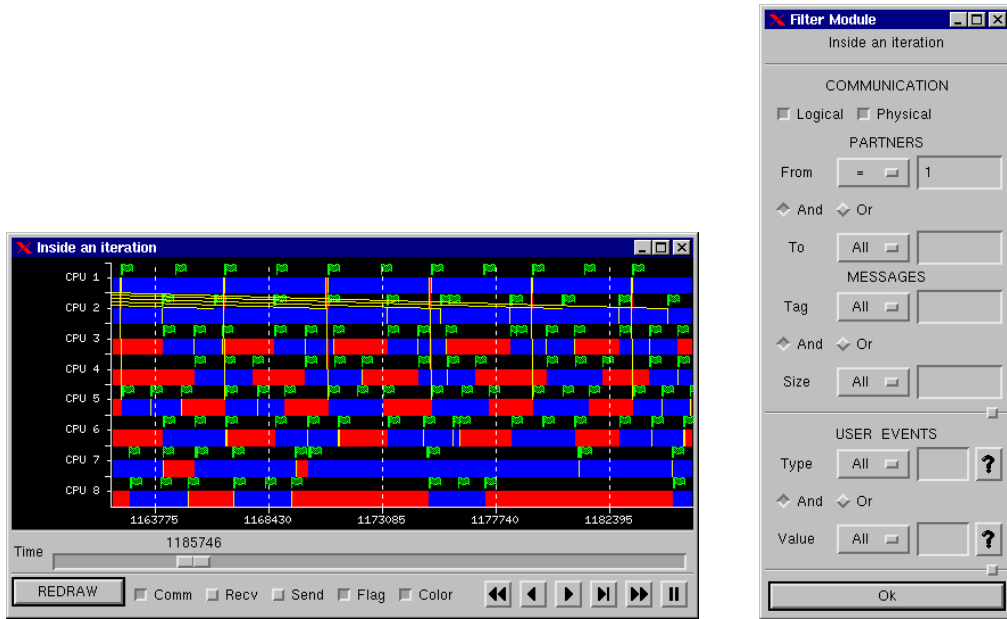 Inside an iteration
CPU 1
CPU 2
CPU 3
CPU 4
CPU 5
CPU 6
CPU 7
CPU 8
1163775 1168430 1173085 1177740 1182395
Time 1185746
REDRAW Comm Recv Send Flag Color
Filter Module
Inside an iteration
COMMUNICATION
Logical Physical
PARTNERS
From = 1
And Or
To All
MESSAGES
Tag All
And Or
Size All
USER EVENTS
Type All ?
And Or
Value All ?
Ok